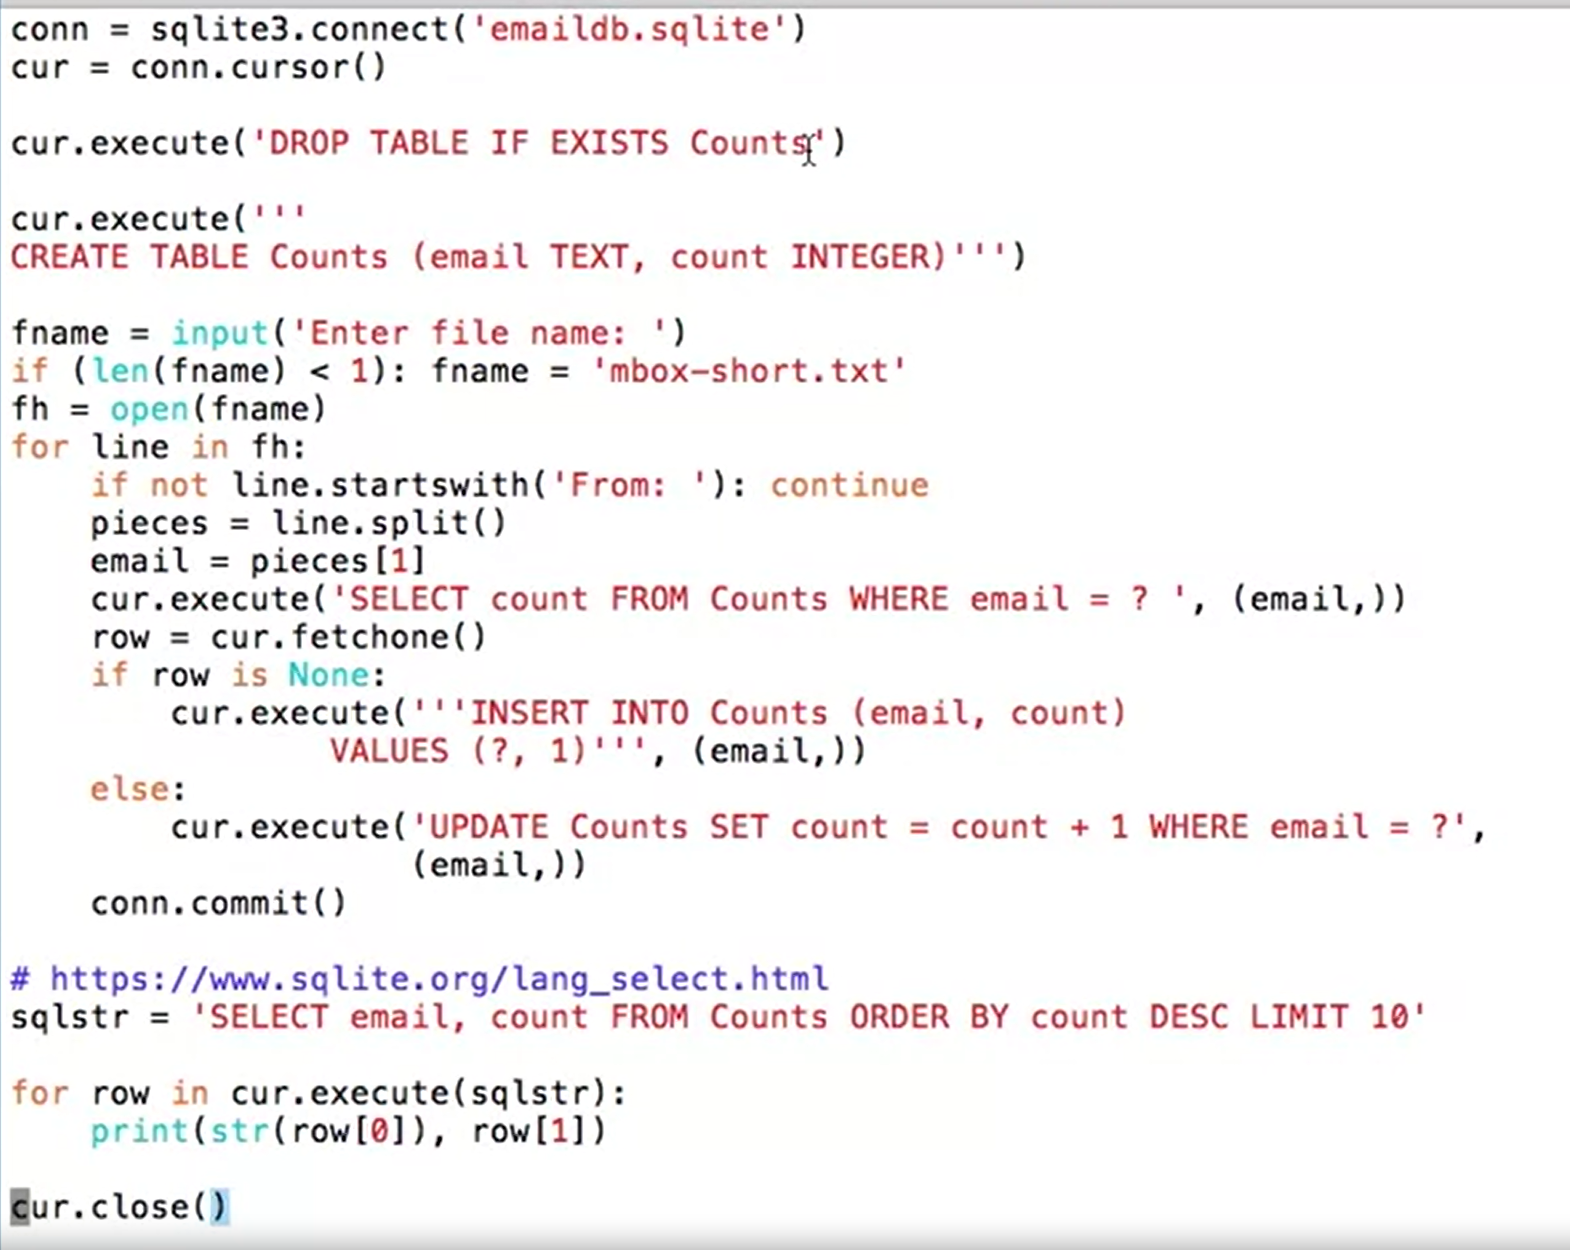 conn = sqlite3.connect('emaildb.sqlite')
cur = conn.cursor()

cur.execute('DROP TABLE IF EXISTS Counts')

cur.execute('''
CREATE TABLE Counts (email TEXT, count INTEGER)''')

fname = input('Enter file name: ')
if (len(fname) < 1): fname = 'mbox-short.txt'
fh = open(fname)
for line in fh:
    if not line.startswith('From: '): continue
    pieces = line.split()
    email = pieces[1]
    cur.execute('SELECT count FROM Counts WHERE email = ? ', (email,))
    row = cur.fetchone()
    if row is None:
        cur.execute('''INSERT INTO Counts (email, count)
                VALUES (?, 1)''', (email,))
    else:
        cur.execute('UPDATE Counts SET count = count + 1 WHERE email = ?',
                    (email,))
    conn.commit()

# https://www.sqlite.org/lang_select.html
sqlstr = 'SELECT email, count FROM Counts ORDER BY count DESC LIMIT 10'

for row in cur.execute(sqlstr):
    print(str(row[0]), row[1])

cur.close()